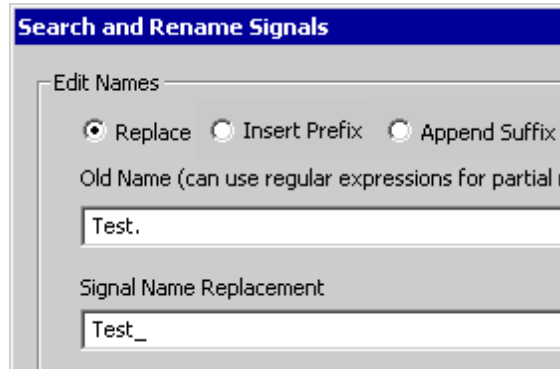 Search and Rename Signals
Edit Names
Replace Insert Prefix Append Suffix
Old Name (can use regular expressions for partial
Test.
Signal Name Replacement
Test_